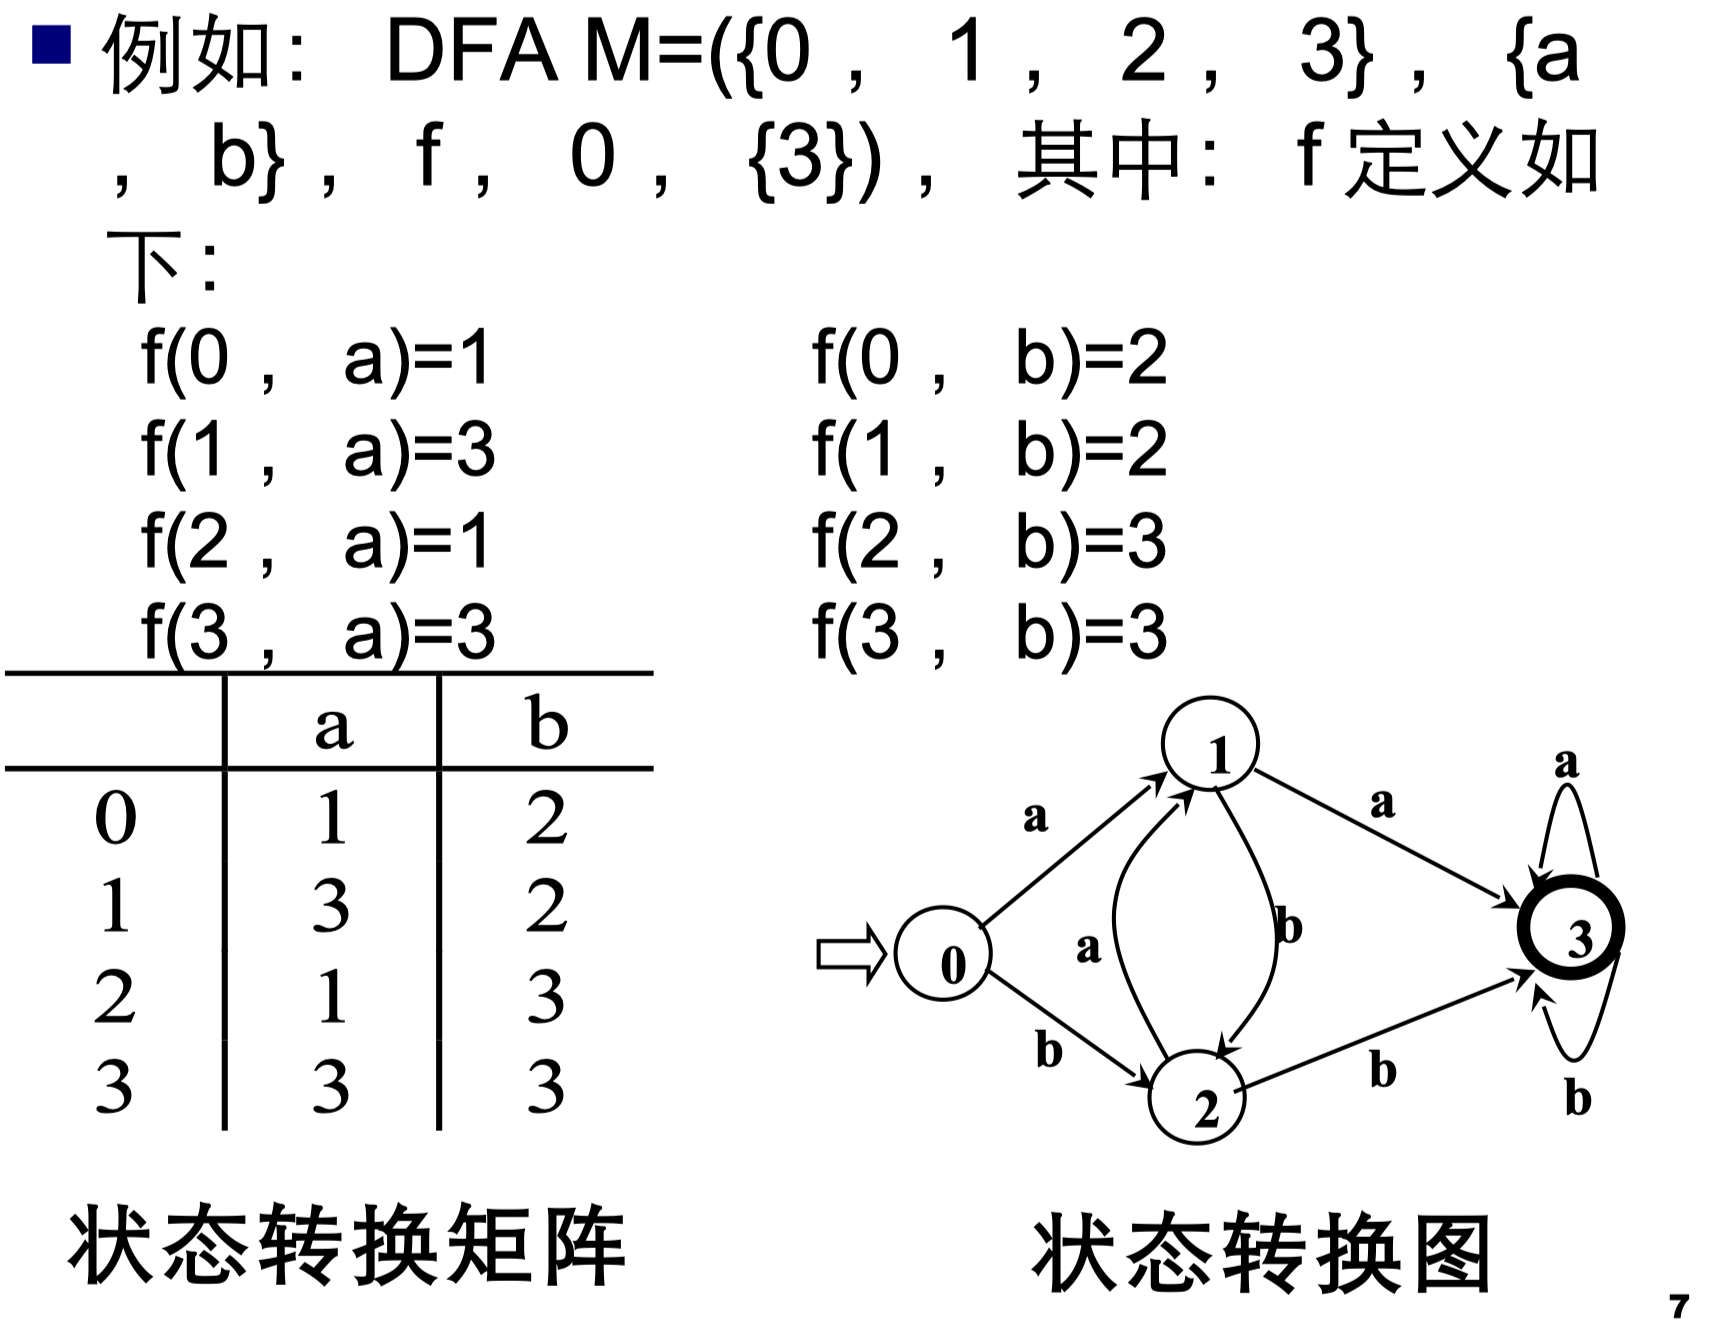 例如： DFA M=({0， 1， 2， 3}， {a
， b}， f， 0， {3})， 其中： f 定义如
下：
f(0， a)=1 f(0， b)=2
f(1， a)=3 f(1， b)=2
f(2， a)=1 f(2， b)=3
f(3， a)=3 f(3， b)=3
a b
0 1 2
1 3 2
2 1 3
3 3 3
状态转换矩阵
1
a
a
a
0
a
b
3
b
2
b
b
状态转换图
7